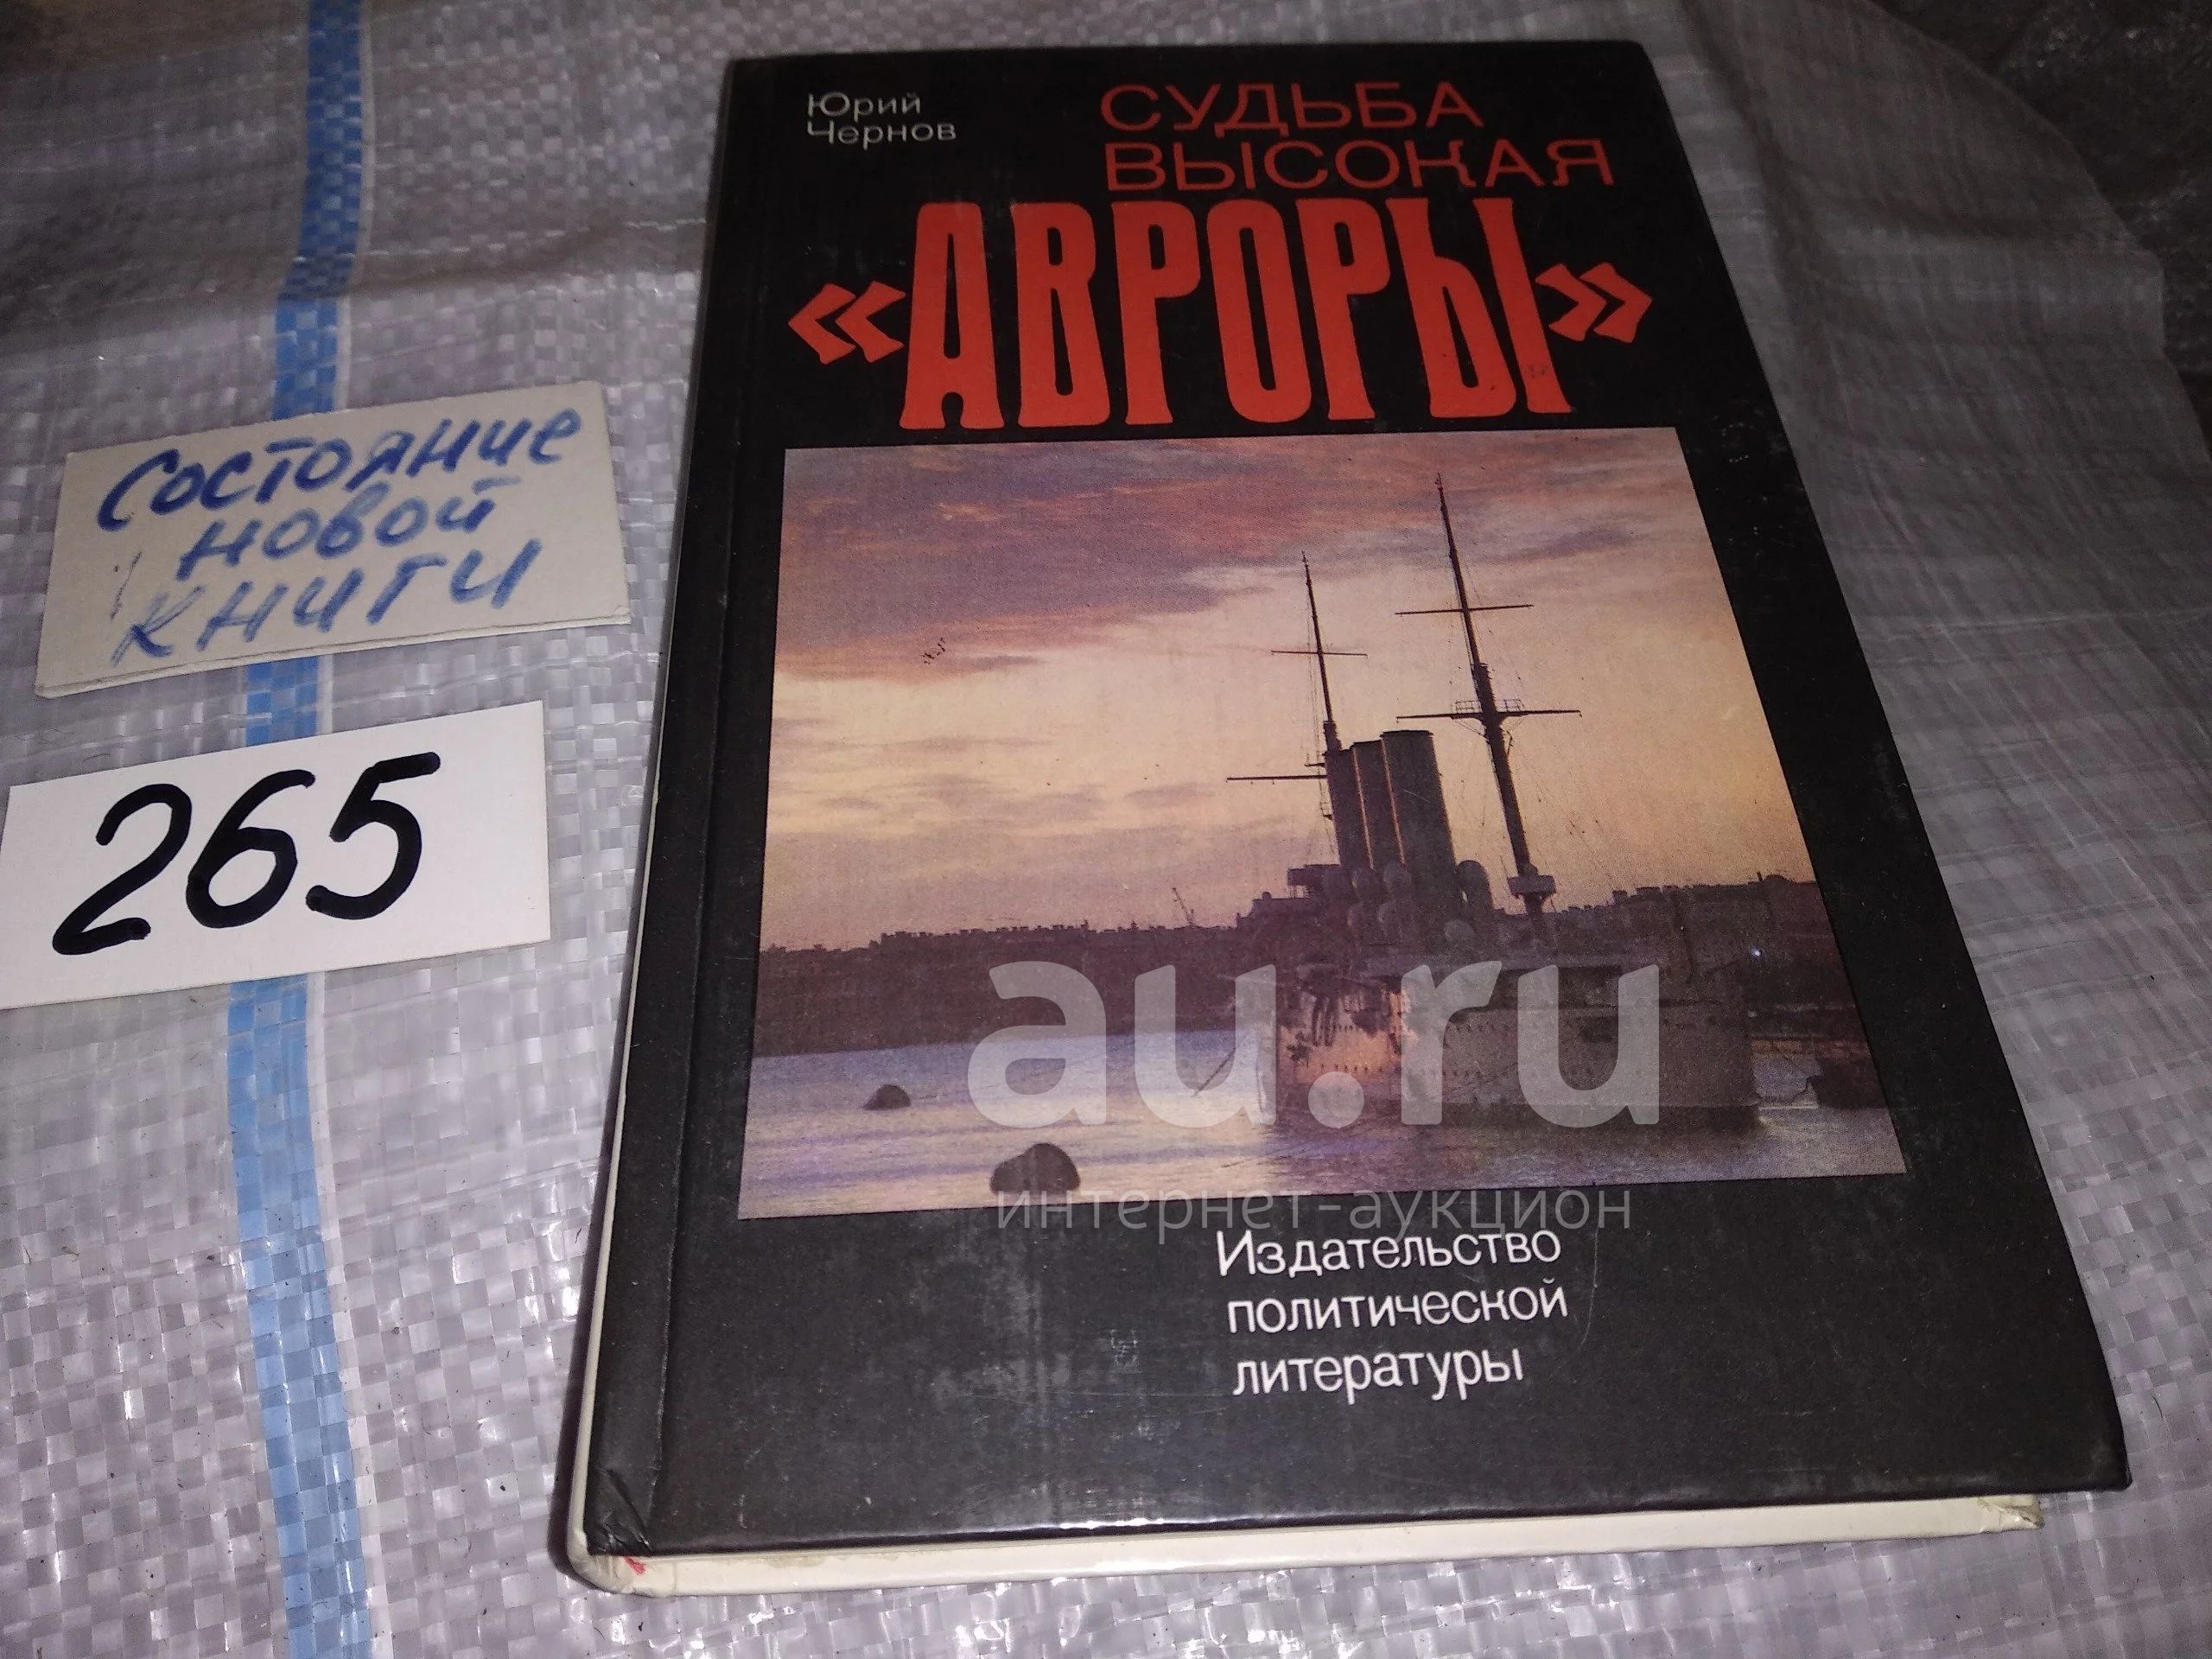 Юрий
Чернов
СУДЬБА
ВЫСОКАЯ
«АВРОРЫ»
Состояние
новой
книги
265
au.ru
интернет-аукцион
Издательство
политической
литературы